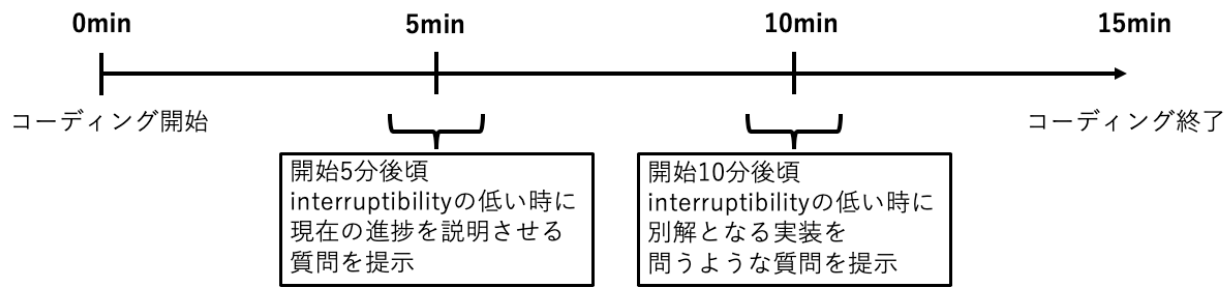 0min 5min 10min 15min
コーディング開始
コーディング終了
開始5分後頃
interruptibilityの低い時に
現在の進捗を説明させる
質問を提示
開始10分後頃
interruptibilityの低い時に
別解となる実装を
問うような質問を提示